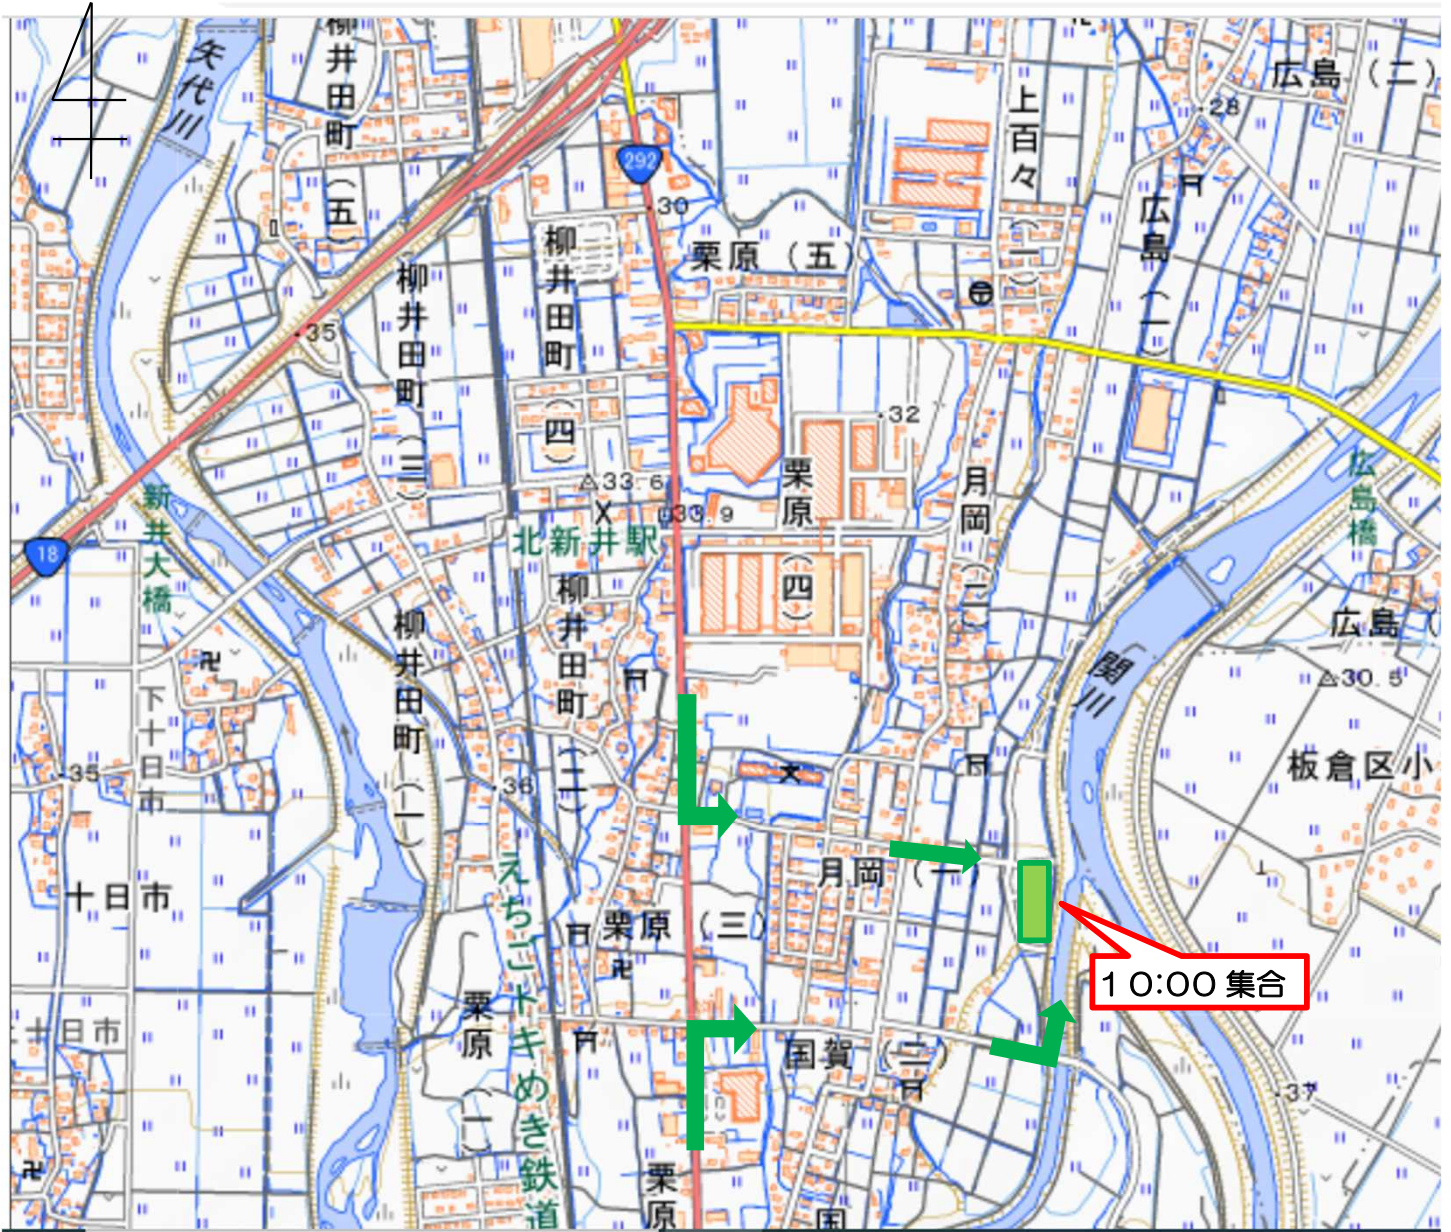 矢代川
柳井田町（五）
292
30
柳井田町（四）
柳井田町（三）
栗原（五）
上百々（一）
広島（二）
28
広島（一）
35
32
栗原（四）
月岡（二）
33.6
33.9
北新井駅
新井大橋
18
広島橋
広島（
30.5
関川
板倉区小
柳井田町（二）
柳井田町（一）
下十日市
35
36
十日市
えちごトキめき鉄道
月岡（一
栗原（三）
１０:００ 集合
十日市
栗原（一）
国賀（二）
37
栗原
国